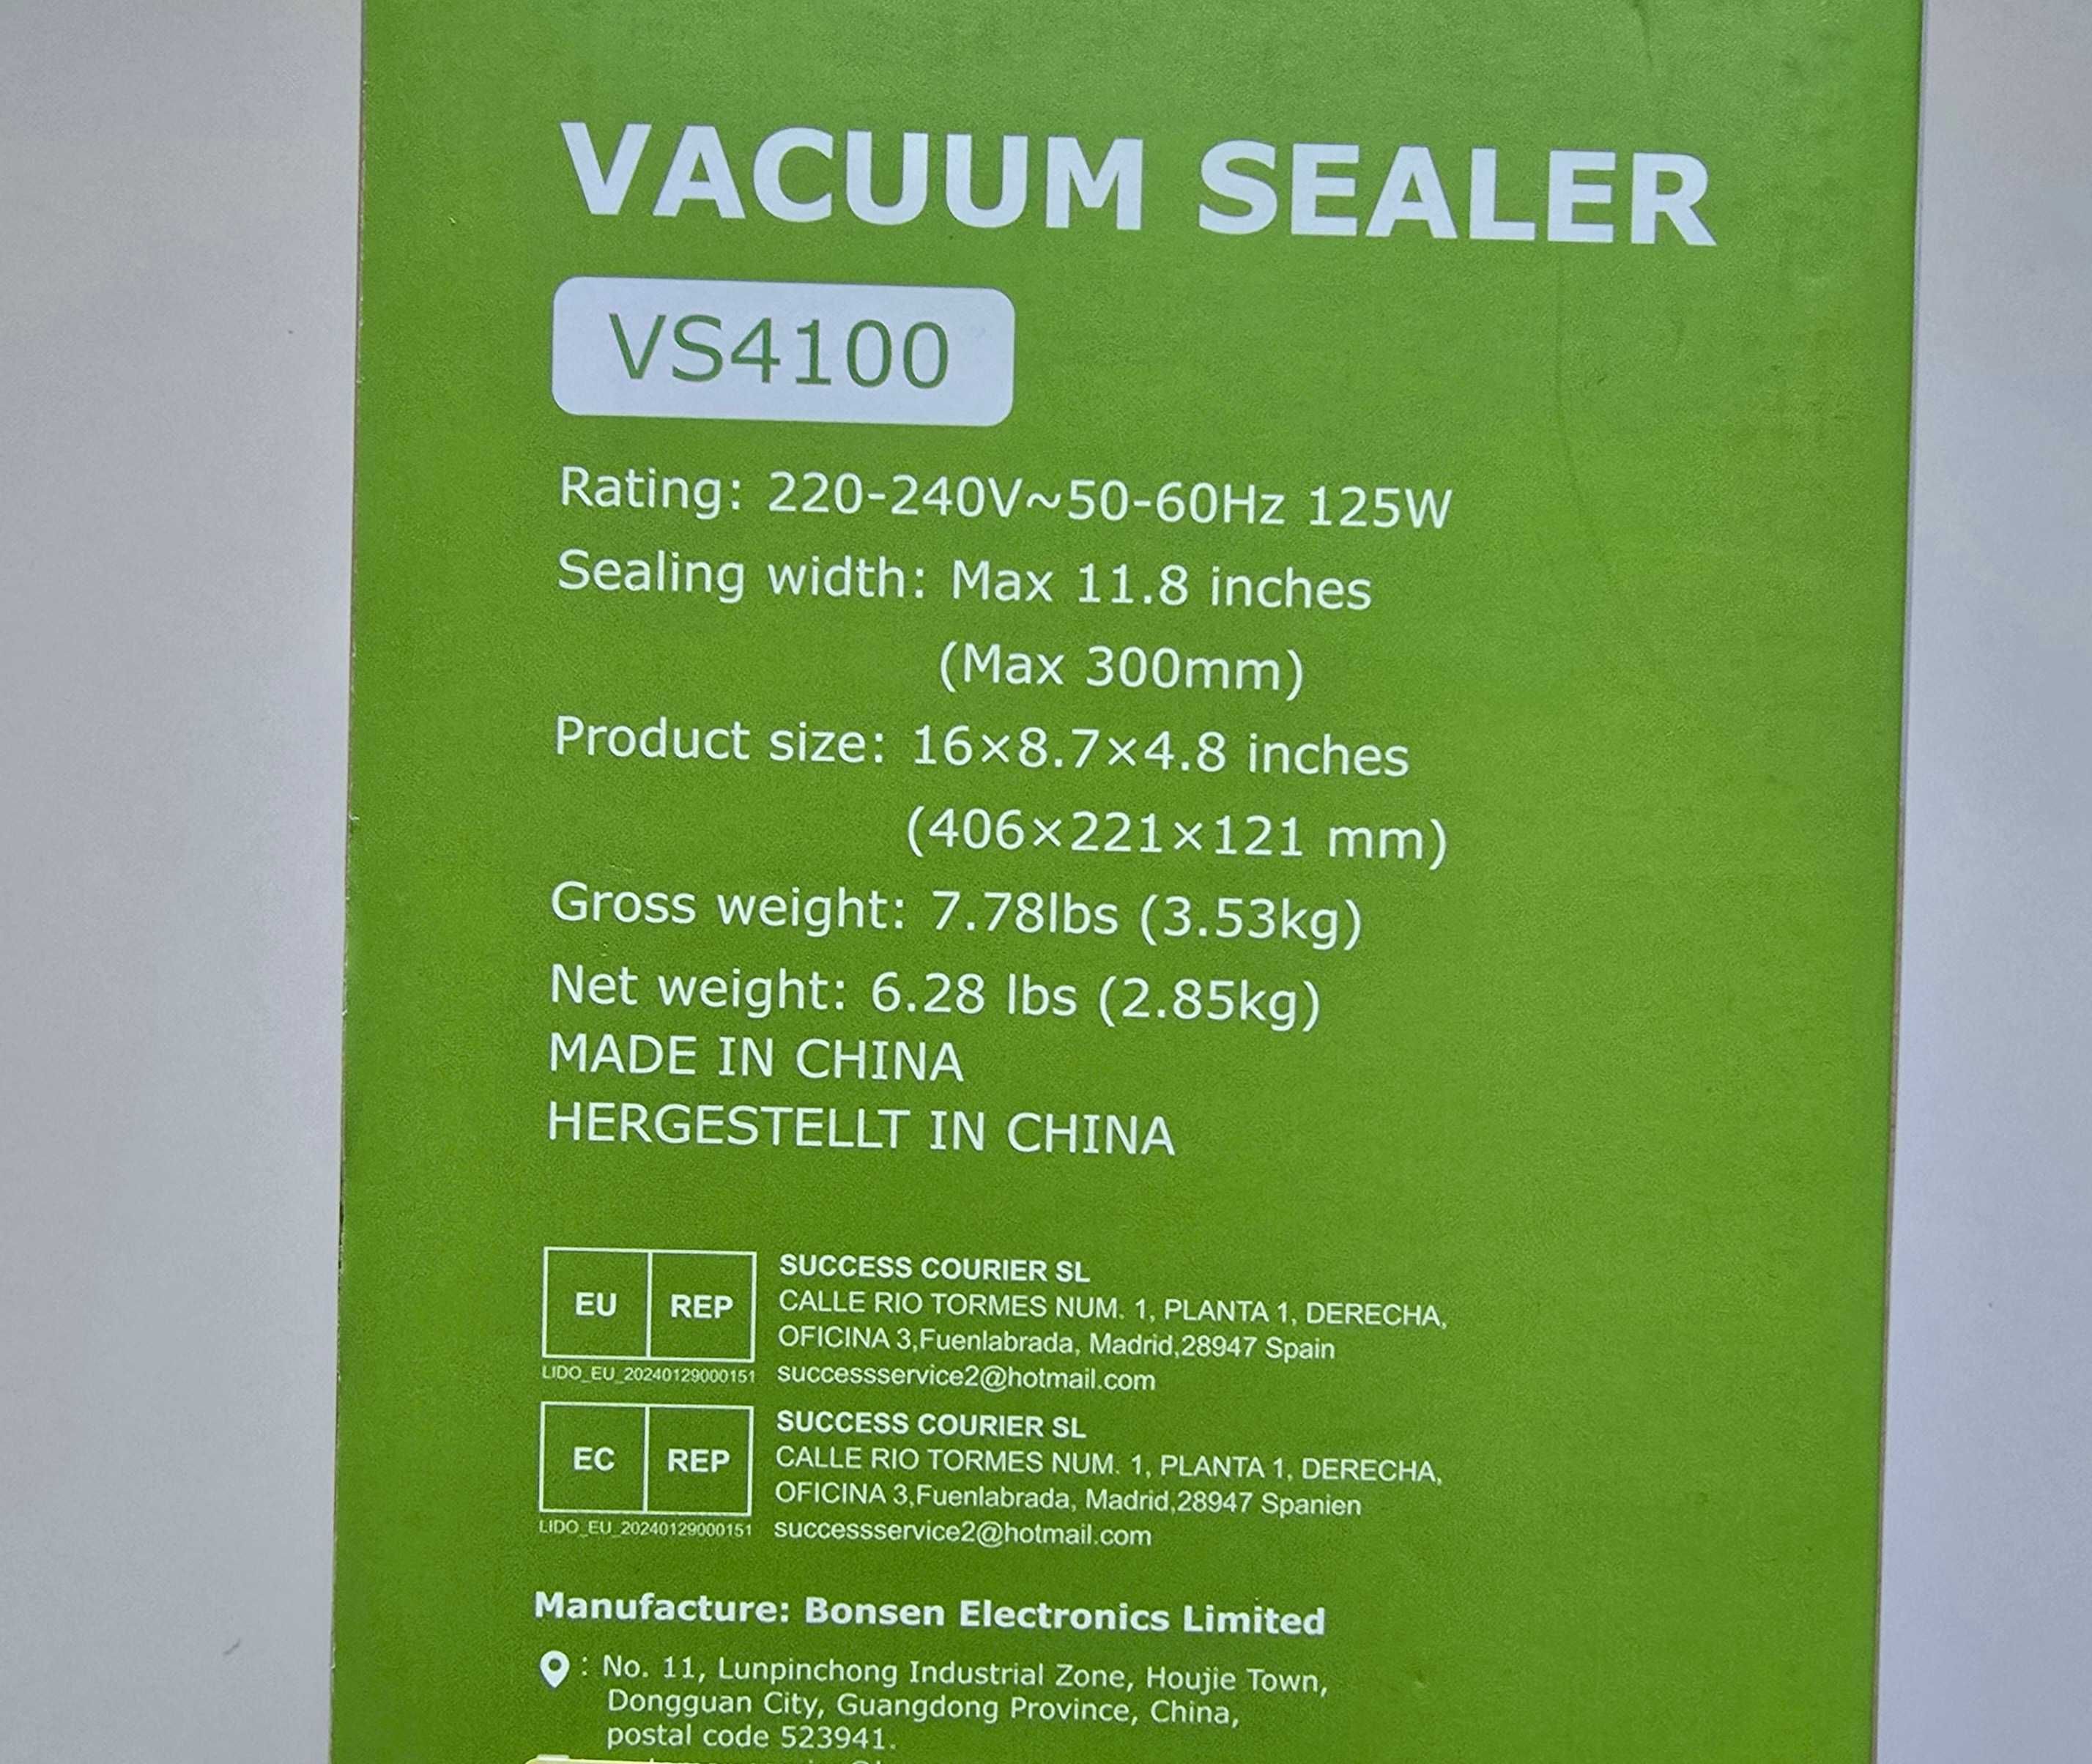 VACUUM SEALER
VS4100
Rating: 220-240V~50-60Hz 125W
Sealing width: Max 11.8 inches
(Max 300mm)
Product size: 16×8.7×4.8 inches
(406×221×121 mm)
Gross weight: 7.78lbs (3.53kg)
Net weight: 6.28 lbs (2.85kg)
MADE IN CHINA
HERGESTELLT IN CHINA
EU REP
LIDO_EU_20240129000151
SUCCESS COURIER SL
CALLE RIO TORMES NUM. 1, PLANTA 1, DERECHA,
OFICINA 3,Fuenlabrada, Madrid,28947 Spain
successservice2@hotmail.com
EC REP
LIDO_EU_20240129000151
SUCCESS COURIER SL
CALLE RIO TORMES NUM. 1, PLANTA 1, DERECHA,
OFICINA 3,Fuenlabrada, Madrid,28947 Spanien
successservice2@hotmail.com
Manufacture: Bonsen Electronics Limited
: No. 11, Lunpinchong Industrial Zone, Houjie Town,
Dongguan City, Guangdong Province, China,
postal code 523941.